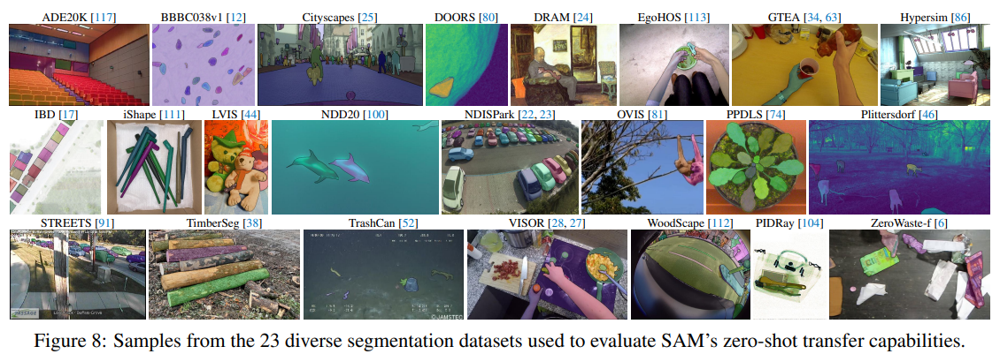 ADE20K [117] BBBC038v1 [12] Cityscapes [25] DOORS [80] DRAM [24] EgoHOS [113] GTEA [34, 63] Hypersim [86]
IBD [17] iShape [111] LVIS [44] NDD20 [100] NDISPark [22, 23] OVIS [81] PPDLS [74] Plittersdorf [46]
STREETS [91] TimberSeg [38] TrashCan [52] VISOR [28, 27] WoodScape [112] PIDRay [104] ZeroWaste-f [6]
©JAMSTEC
Figure 8: Samples from the 23 diverse segmentation datasets used to evaluate SAM's zero-shot transfer capabilities.